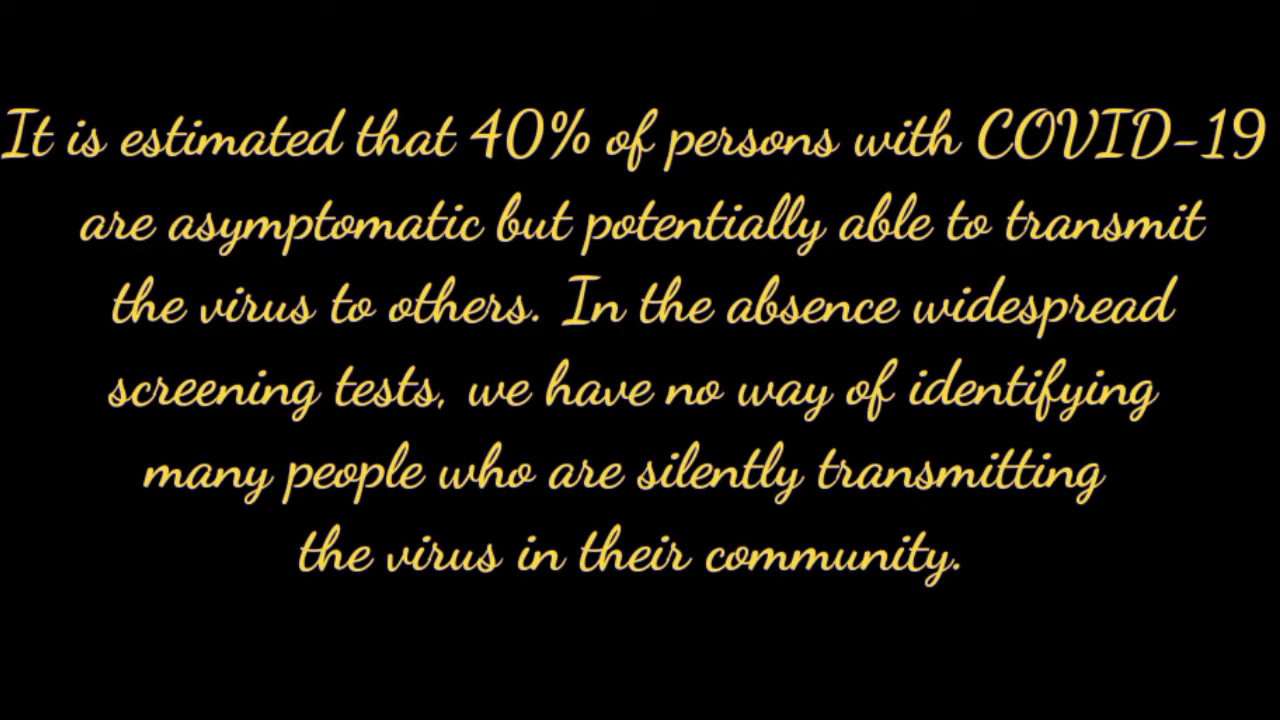 It is estimated that 40% of persons with COVID-19
are asymptomatic but potentially able to transmit
the virus to others. In the absence widespread
screening tests, we have no way of identifying
many people who are silently transmitting
the virus in their community.